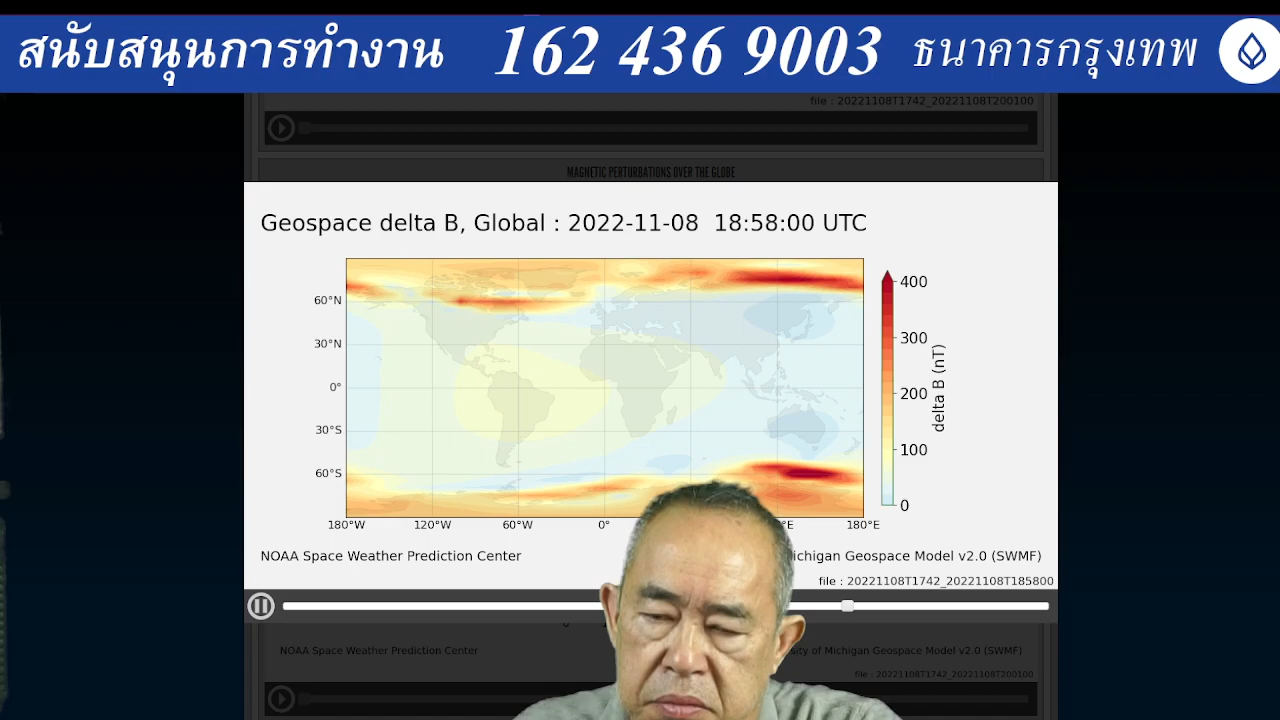 สนับสนุนการทำงาน 162 436 9003 ธนาคารกรุงเทพ
file : 20221108T1742_20221108T200100
MAGNETIC PERTURBATIONS OVER THE GLOBE
Geospace delta B, Global : 2022-11-08 18:58:00 UTC
400
60°N
300
30°N
0°
200
delta B (nT)
30°S
100
60°S
0
180°W 120°W 60°W 0° °E 180°E
NOAA Space Weather Prediction Center
ichigan Geospace Model v2.0 (SWMF)
file : 20221108T1742_20221108T185800
NOAA Space Weather Prediction Center
sity of Michigan Geospace Model v2.0 (SWMF)
file : 20221108T1742_20221108T200100